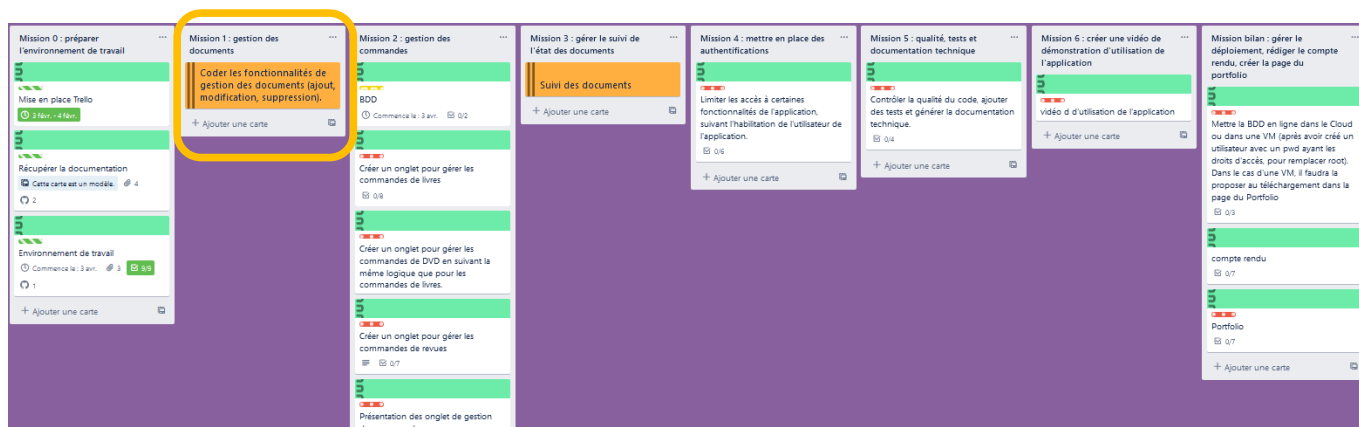 Mission 0 : préparer
l'environnement de travail
Mise en place Trello
3 févr. - 4 févr.
Récupérer la documentation
Cette carte est un modèle.
4
2
Environnement de travail
Commence le : 3 avr.
3
9/9
1
+ Ajouter une carte
Mission 1 : gestion des
documents
Coder les fonctionnalités de
gestion des documents (ajout,
modification, suppression).
+ Ajouter une carte
Mission 2 : gestion des
commandes
BDD
Commence le : 3 avr.
0/2
Créer un onglet pour gérer les
commandes de livres
0/8
Créer un onglet pour gérer les
commandes de DVD en suivant la
même logique que pour les
commandes de livres.
Créer un onglet pour gérer les
commandes de revues
0/7
Présentation des onglet de gestion
Mission 3 : gérer le suivi de
l'état des documents
Suivi des documents
+ Ajouter une carte
Mission 4 : mettre en place des
authentifications
Limiter les accès à certaines
fonctionnalités de l'application,
suivant l'habilitation de l'utilisateur de
l'application.
0/6
+ Ajouter une carte
Mission 5 : qualité, tests et
documentation technique
Contrôler la qualité du code, ajouter
des tests et générer la documentation
technique.
0/4
+ Ajouter une carte
Mission 6 : créer une vidéo de
démonstration d'utilisation de
l'application
vidéo d d'utilisation de l'application
+ Ajouter une carte
Mission bilan : gérer le
déploiement, rédiger le compte
rendu, créer la page du
portfolio
Mettre la BDD en ligne dans le Cloud
ou dans une VM (après avoir créé un
utilisateur avec un pwd ayant les
droits d'accès, pour remplacer root).
Dans le cas d'une VM, il faudra la
proposer au téléchargement dans la
page du Portfolio
0/3
compte rendu
0/7
Portfolio
0/7
+ Ajouter une carte